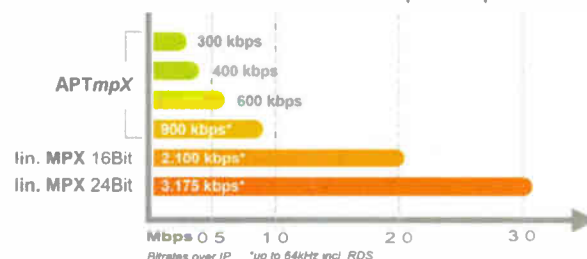 300 kbps
400 kbps
APTmpX
600 kbps
900 kbps*
lin. MPX 16Bit 2.100 kbps*
lin. MPX 24Bit 3.175 kbps*
Mbps 0 5 1 0 2 0 3 0
Bitrates over IP *up to 64kHz incl. RDS